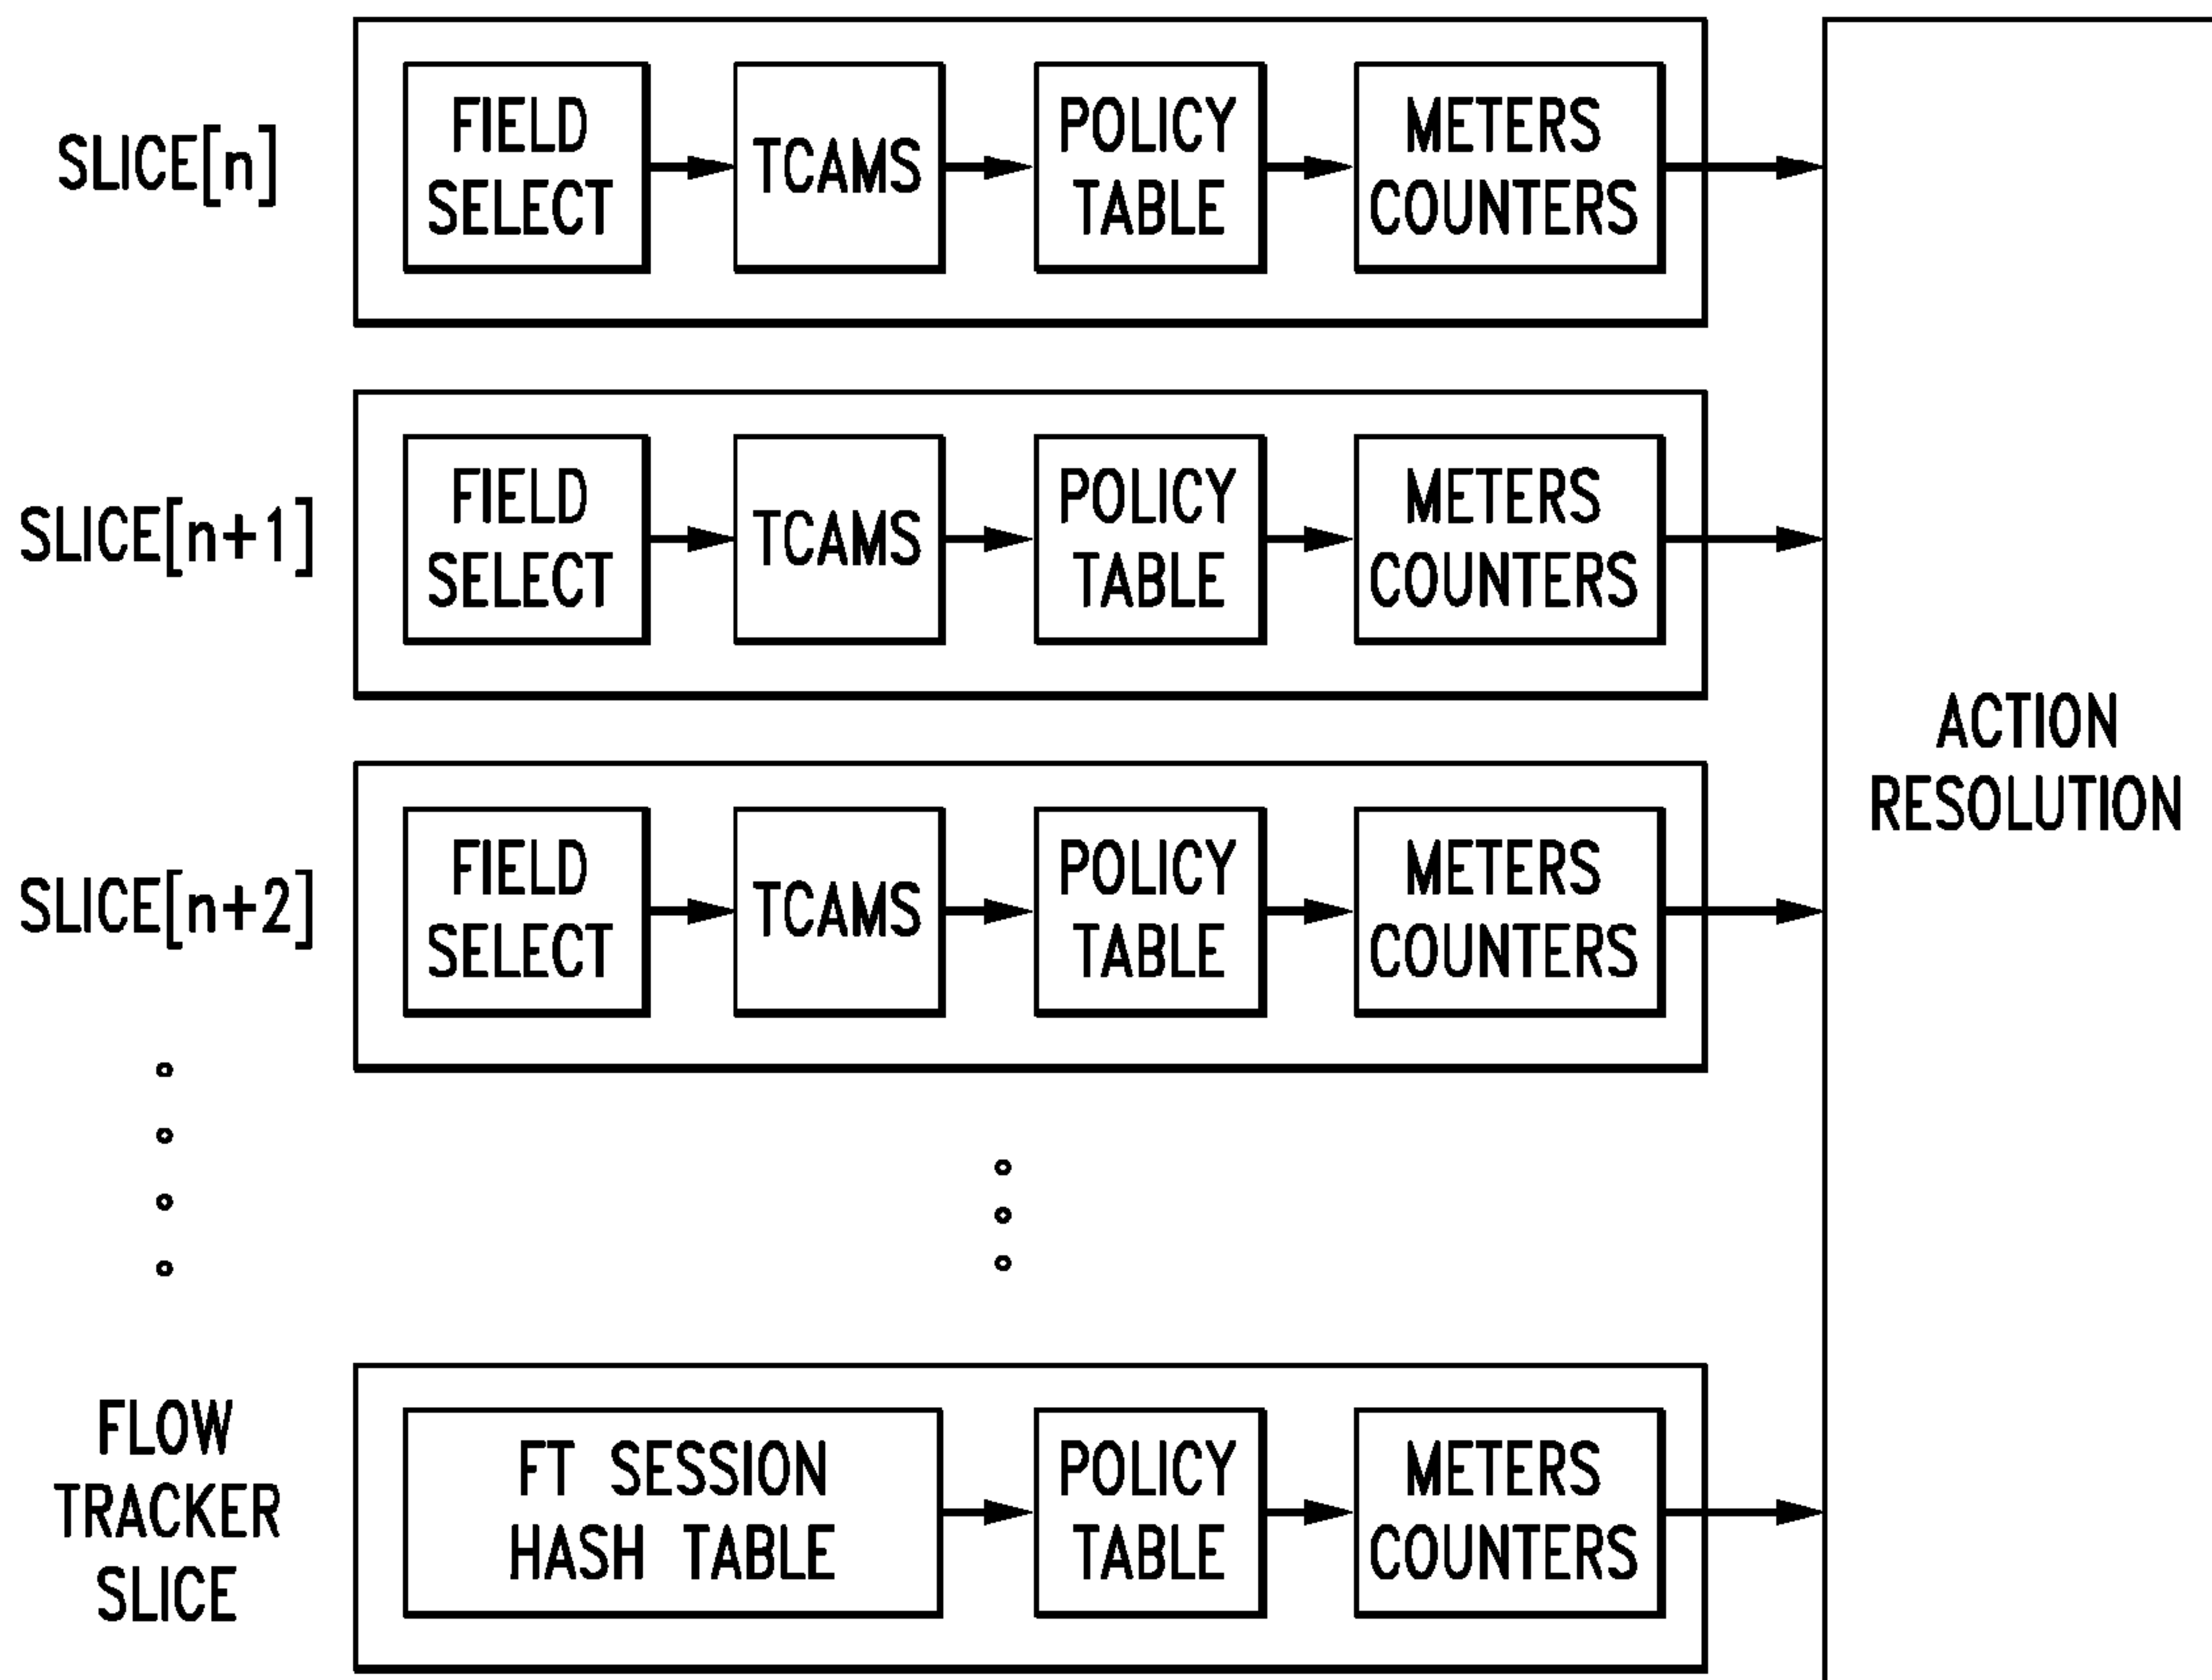 SLICE[n]
FIELD
SELECT
TCAMS
POLICY
TABLE
METERS
COUNTERS
SLICE[n+1]
FIELD
SELECT
TCAMS
POLICY
TABLE
METERS
COUNTERS
ACTION
RESOLUTION
SLICE[n+2]
FIELD
SELECT
TCAMS
POLICY
TABLE
METERS
COUNTERS
FLOW
TRACKER
SLICE
FT SESSION
HASH TABLE
POLICY
TABLE
METERS
COUNTERS